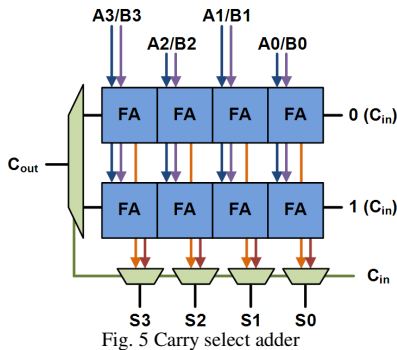 A3/B3 A1/B1
A2/B2 A0/B0
FA FA FA FA 0 (Cin)
Cout
FA FA FA FA 1 (Cin)
Cin
S3 S2 S1 S0
Fig. 5 Carry select adder